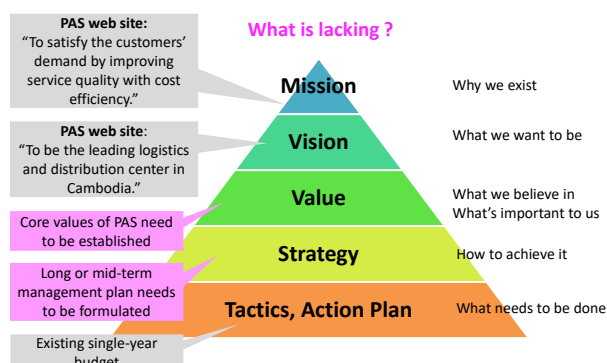 What is lacking ?
PAS web site:
“To satisfy the customers’
demand by improving
service quality with cost
efficiency.”
Mission
Why we exist
PAS web site:
“To be the leading logistics
and distribution center in
Cambodia.”
Vision
What we want to be
Value
What we believe in
What’s important to us
Core values of PAS need
to be established
Strategy
How to achieve it
Long or mid-term
management plan needs
to be formulated
Tactics, Action Plan
What needs to be done
Existing single-year
budget